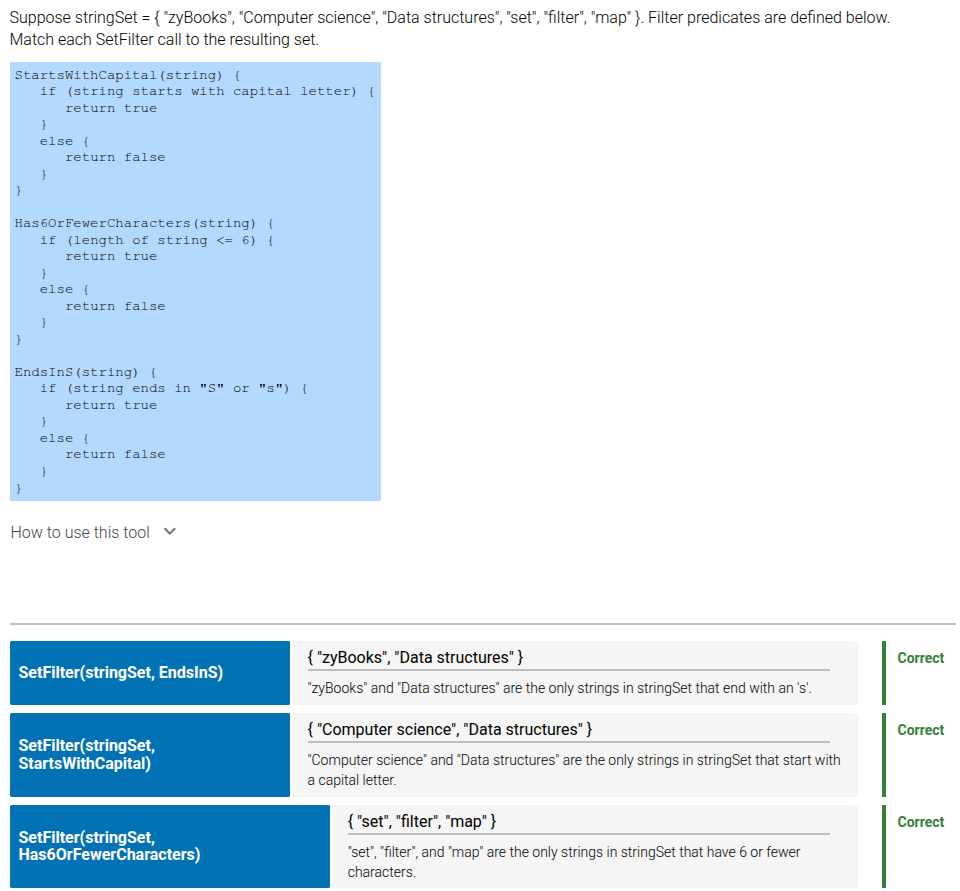 Suppose stringSet = { "zyBooks", "Computer science", "Data structures", "set", "filter", "map" }. Filter predicates are defined below.
Match each SetFilter call to the resulting set.
StartsWithCapital(string) {
   if (string starts with capital letter) {
      return true
   }
   else {
      return false
   }
}

Has6OrFewerCharacters(string) {
   if (length of string <= 6) {
      return true
   }
   else {
      return false
   }
}

EndsInS(string) {
   if (string ends in "S" or "s") {
      return true
   }
   else {
      return false
   }
}
How to use this tool
SetFilter(stringSet, EndsInS)
{ "zyBooks", "Data structures" }
"zyBooks" and "Data structures" are the only strings in stringSet that end with an 's'.
Correct
SetFilter(stringSet,
StartsWithCapital)
{ "Computer science", "Data structures" }
"Computer science" and "Data structures" are the only strings in stringSet that start with
a capital letter.
Correct
SetFilter(stringSet,
Has6OrFewerCharacters)
{ "set", "filter", "map" }
"set", "filter", and "map" are the only strings in stringSet that have 6 or fewer
characters.
Correct